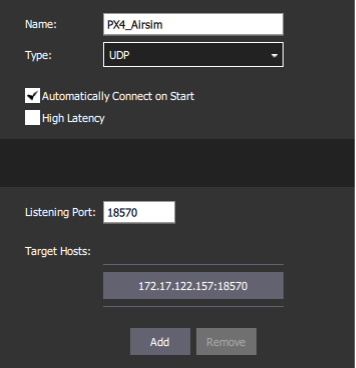 Name: PX4_Airsim
Type: UDP
Automatically Connect on Start
High Latency
Listening Port: 18570
Target Hosts:
172.17.122.157:18570
Add Remove